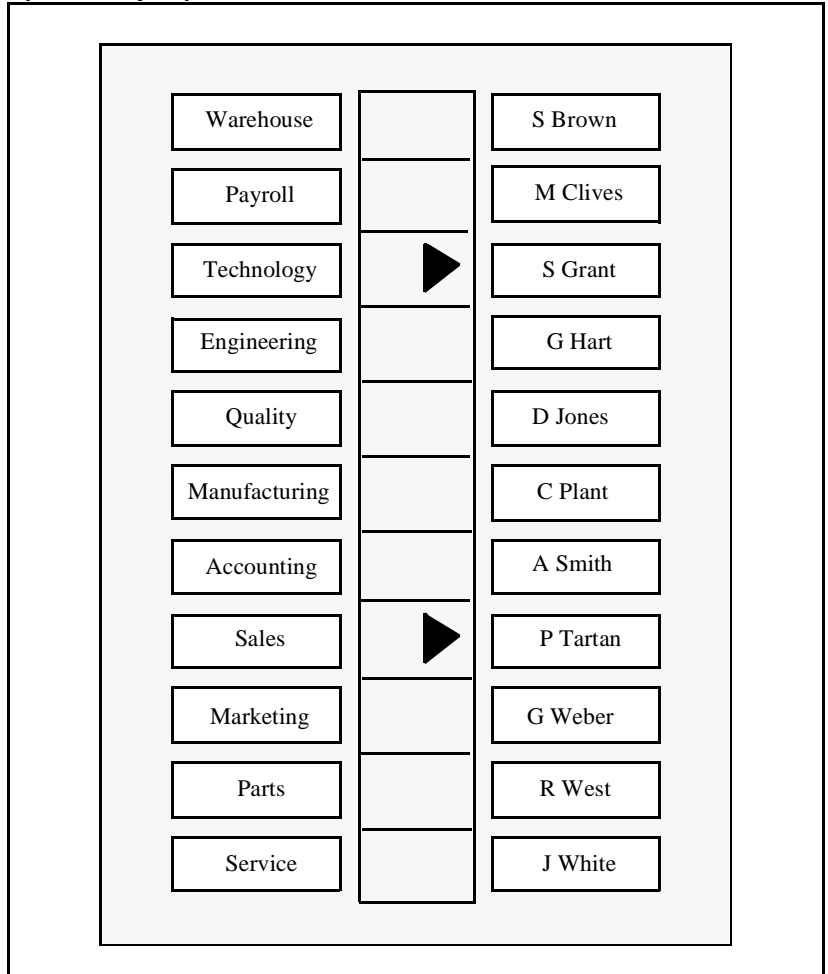 Warehouse S Brown
Payroll M Clives
Technology S Grant
Engineering G Hart
Quality D Jones
Manufacturing C Plant
Accounting A Smith
Sales P Tartan
Marketing G Weber
Parts R West
Service J White